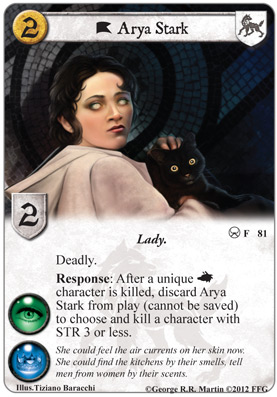 2
Arya Stark
2
F 81
Lady.
Deadly.
Response: After a unique
character is killed, discard Arya
Stark from play (cannot be saved)
to choose and kill a character with
STR 3 or less.
She could feel the air currents on her skin now.
She could find the kitchens by their smells, tell
men from women by their scents.
Illus.Tiziano Baracchi ©George R.R. Martin ©2012 FFG